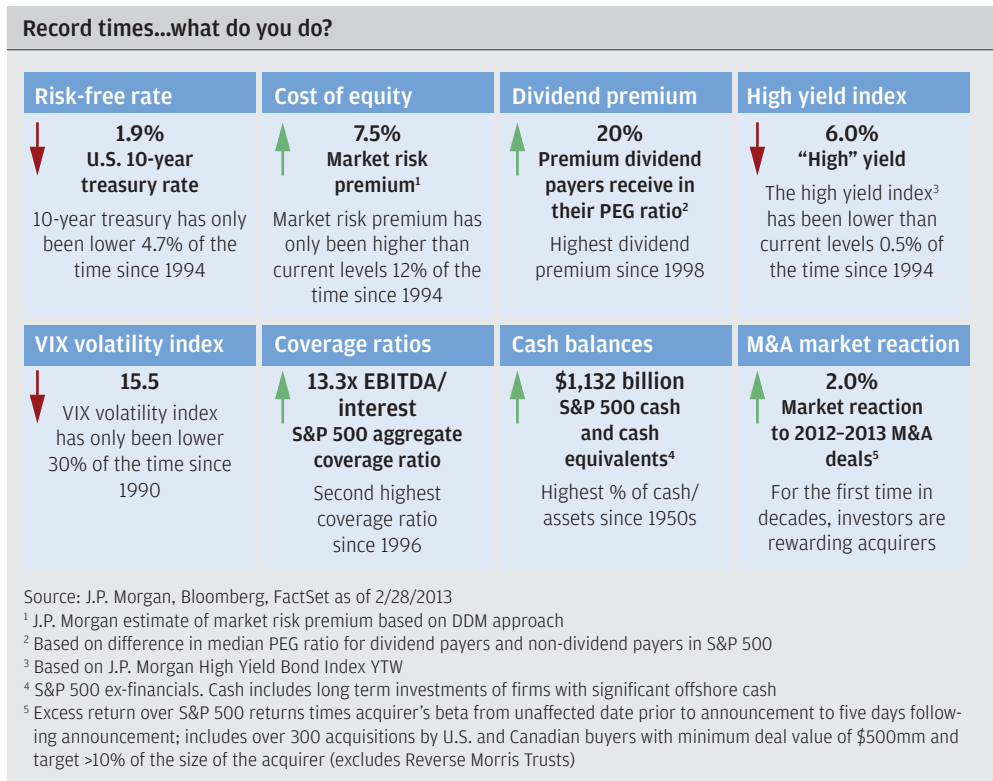 Record times...what do you do?
Risk-free rate
1.9%
U.S. 10-year
treasury rate
10-year treasury has only
been lower 4.7% of the
time since 1994
Cost of equity
7.5%
Market risk
premium¹
Market risk premium has
only been higher than
current levels 12% of the
time since 1994
Dividend premium
20%
Premium dividend
payers receive in
their PEG ratio²
Highest dividend
premium since 1998
High yield index
6.0%
“High” yield
The high yield index³
has been lower than
current levels 0.5% of
the time since 1994
VIX volatility index
15.5
VIX volatility index
has only been lower
30% of the time since
1990
Coverage ratios
13.3x EBITDA/
interest
S&P 500 aggregate
coverage ratio
Second highest
coverage ratio
since 1996
Cash balances
$1,132 billion
S&P 500 cash
and cash
equivalents⁴
Highest % of cash/
assets since 1950s
M&A market reaction
2.0%
Market reaction
to 2012–2013 M&A
deals⁵
For the first time in
decades, investors are
rewarding acquirers
Source: J.P. Morgan, Bloomberg, FactSet as of 2/28/2013
¹ J.P. Morgan estimate of market risk premium based on DDM approach
² Based on difference in median PEG ratio for dividend payers and non-dividend payers in S&P 500
³ Based on J.P. Morgan High Yield Bond Index YTW
⁴ S&P 500 ex-financials. Cash includes long term investments of firms with significant offshore cash
⁵ Excess return over S&P 500 returns times acquirer’s beta from unaffected date prior to announcement to five days follow-
ing announcement; includes over 300 acquisitions by U.S. and Canadian buyers with minimum deal value of $500mm and
target >10% of the size of the acquirer (excludes Reverse Morris Trusts)